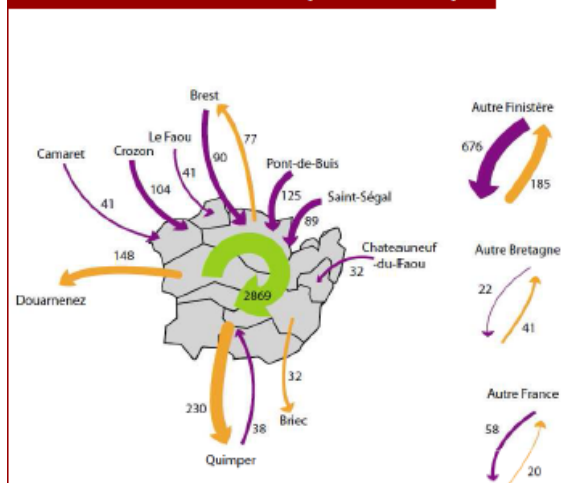 Brest
Le Faou
77
Camaret
Crozon
90
Pont-de-Buis
41
104
125
Saint-Ségal
41
89
148
Chateauneuf
-du-Faou
32
2869
Douarnenez
32
230
38
Briec
Quimper
Autre Finistère
676
185
Autre Bretagne
22
41
Autre France
58
20